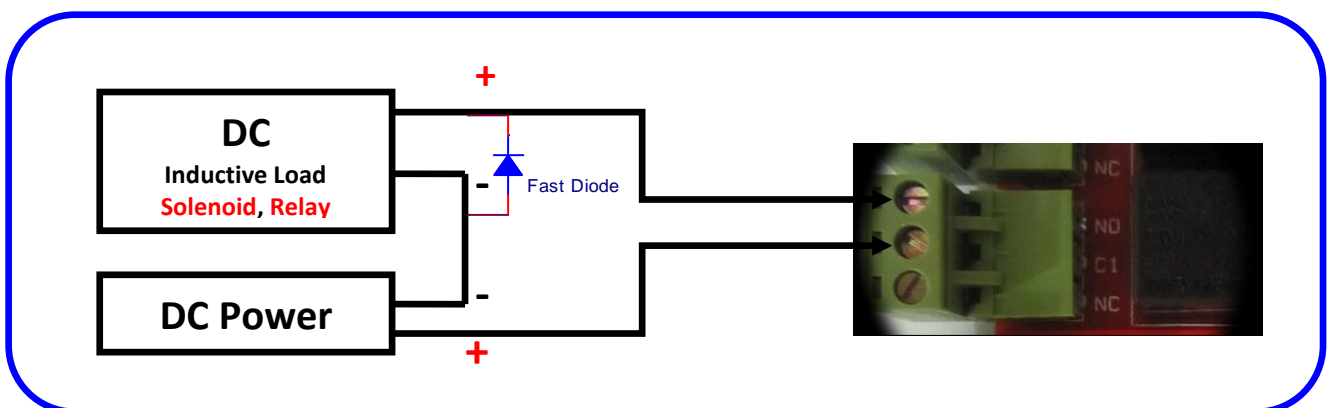 +
DC
Inductive Load
Solenoid, Relay
-
Fast Diode
DC Power
-
+
NC
NO
C1
NC